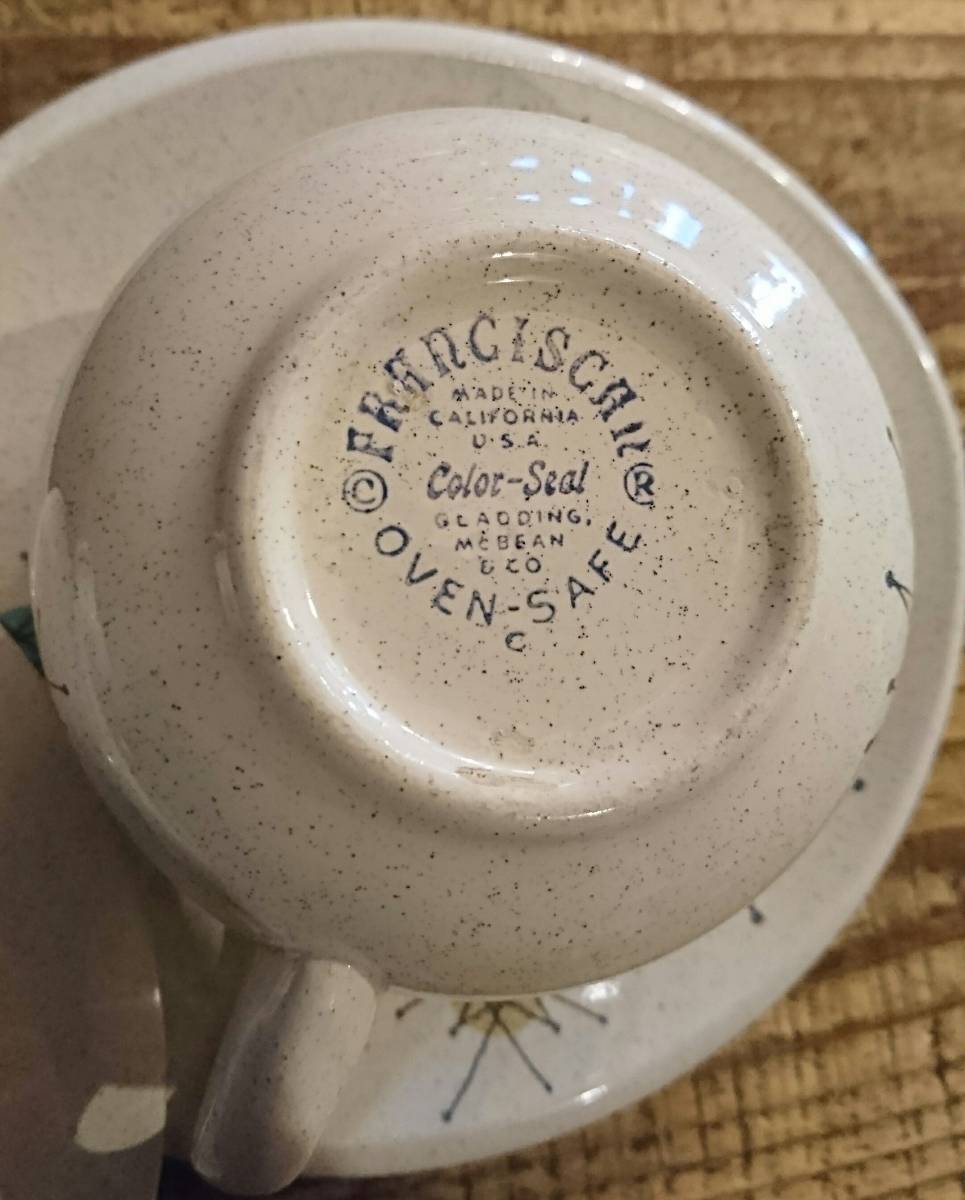 FRANCISCAN
MADE IN
CALIFORNIA
U.S.A.
Color-Seal
© ®
GLADDING,
McBEAN
& CO
OVEN-SAFE
C